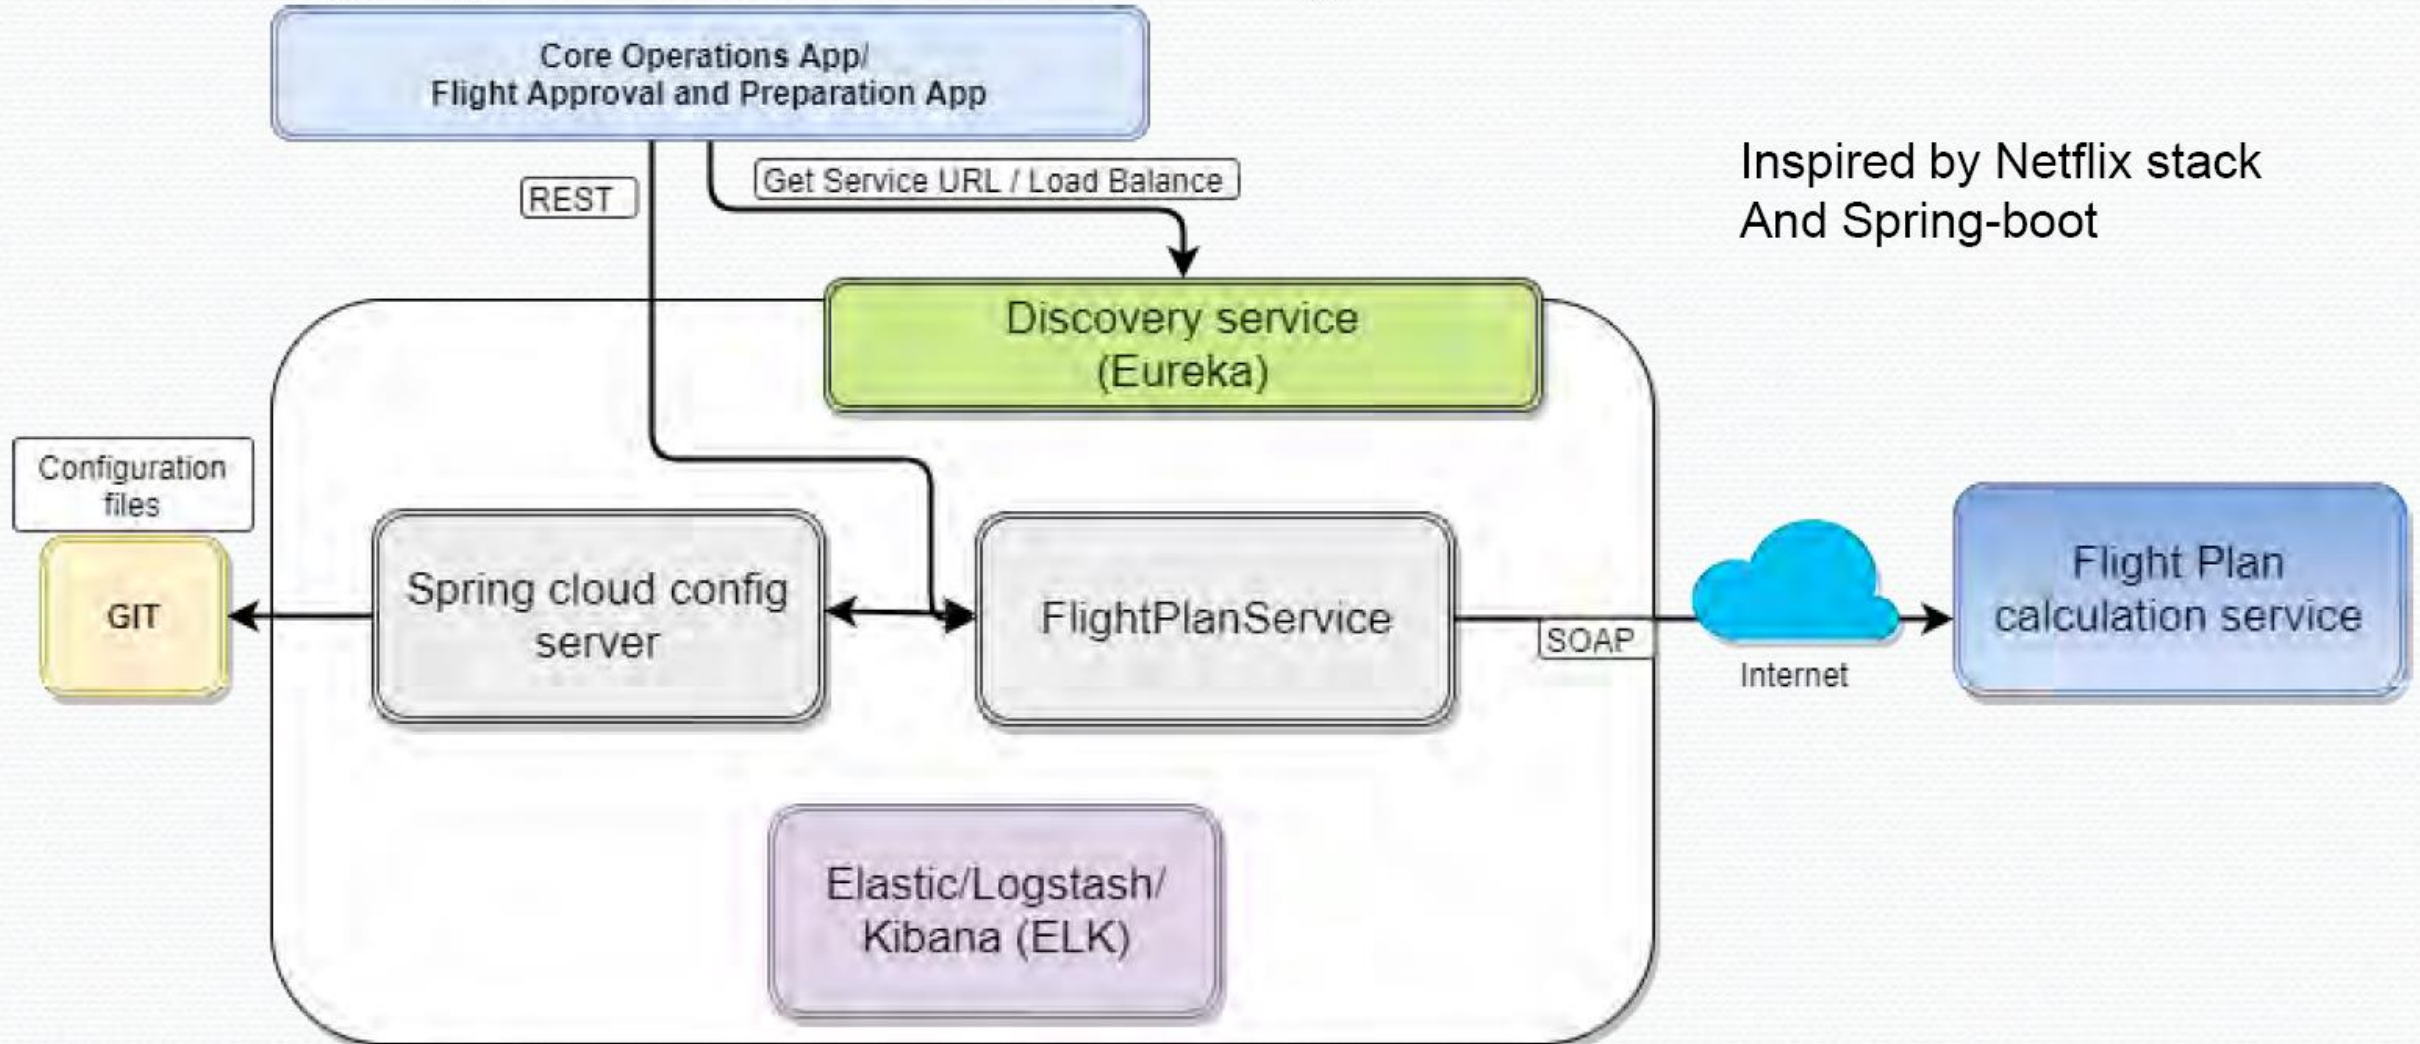 Core Operations App/
Flight Approval and Preparation App
REST
Get Service URL / Load Balance
Inspired by Netflix stack
And Spring-boot
Discovery service
(Eureka)
Configuration
files
GIT
Spring cloud config
server
FlightPlanService
SOAP
Internet
Flight Plan
calculation service
Elastic/Logstash/
Kibana (ELK)